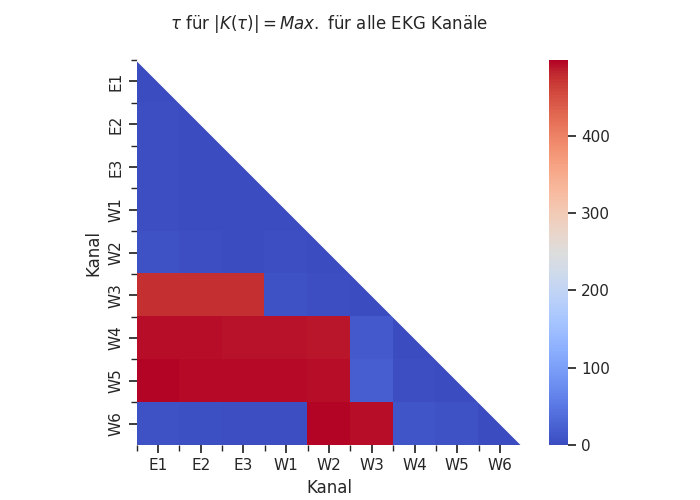 τ für |K(τ)| = Max. für alle EKG Kanäle
E1
E2
E3
W1
W2
W3
W4
W5
W6
Kanal
E1 E2 E3 W1 W2 W3 W4 W5 W6
Kanal
400
300
200
100
0